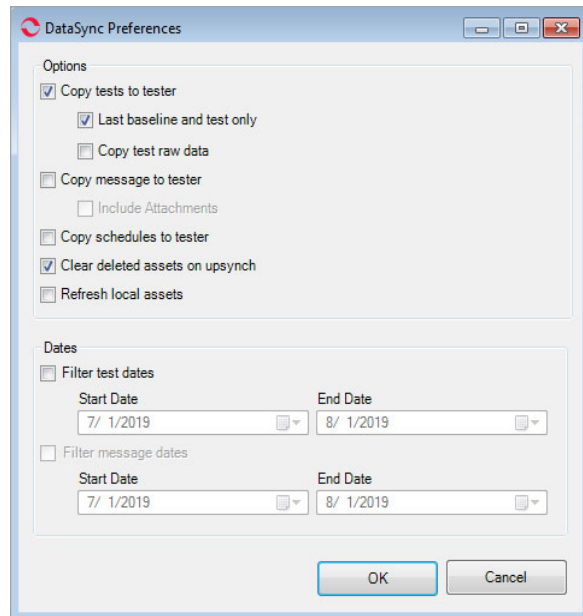 DataSync Preferences
Options
Copy tests to tester
Last baseline and test only
Copy test raw data
Copy message to tester
Include Attachments
Copy schedules to tester
Clear deleted assets on upsynch
Refresh local assets
Dates
Filter test dates
Start Date End Date
7/ 1/2019 8/ 1/2019
Filter message dates
Start Date End Date
7/ 1/2019 8/ 1/2019
OK Cancel